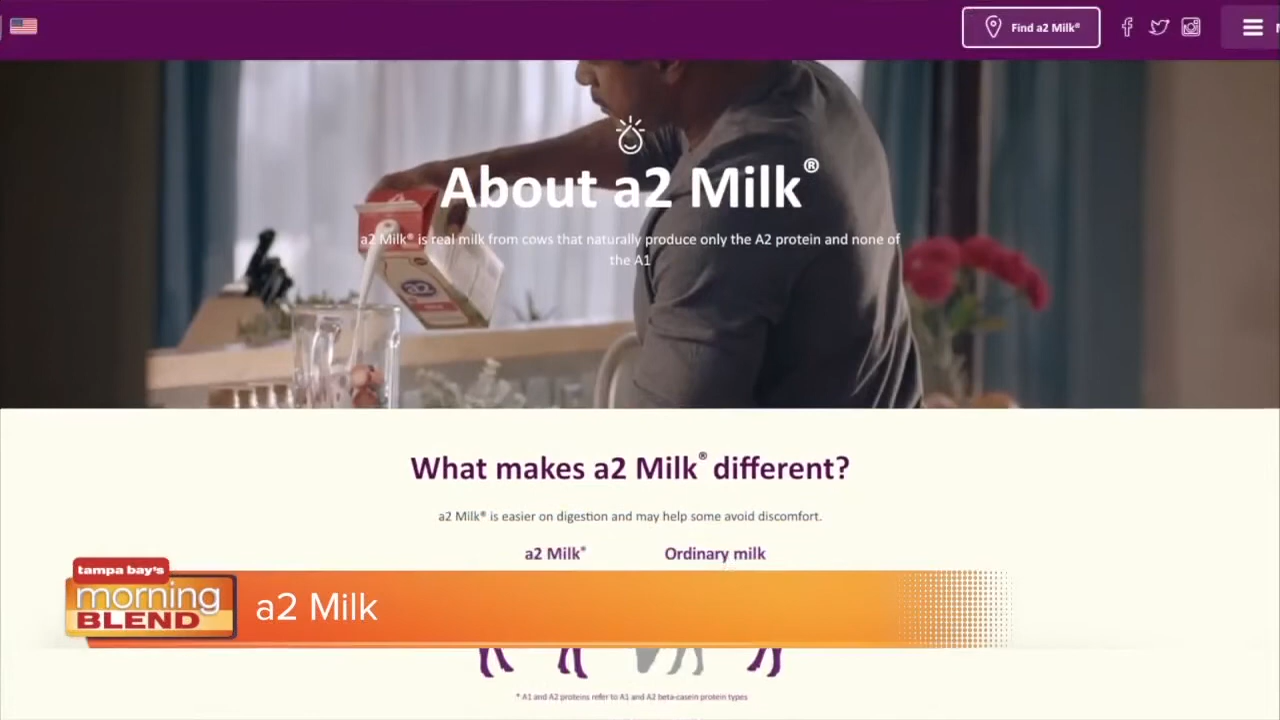 Find a2 Milk®
About a2 Milk®
a2 Milk® is real milk from cows that naturally produce only the A2 protein and none of
the A1
a2
What makes a2 Milk® different?
a2 Milk® is easier on digestion and may help some avoid discomfort.
a2 Milk® Ordinary milk
tampa bay's
morning
BLEND
a2 Milk
* A1 and A2 proteins refer to A1 and A2 beta-casein protein types